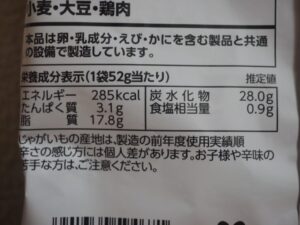 小麦・大豆・鶏肉
本品は卵・乳成分・えび・かにを含む製品と共通
の設備で製造しています。
栄養成分表示(1袋52g当たり) 推定値
エネルギー 285kcal 炭水化物 28.0g
たんぱく質 3.1g 食塩相当量 0.9g
脂質 17.8g
じゃがいもの産地は、製造の前年度使用実績順
辛さの感じ方には個人差があります。お子様や辛味の
苦手な方は、ご注意ください。